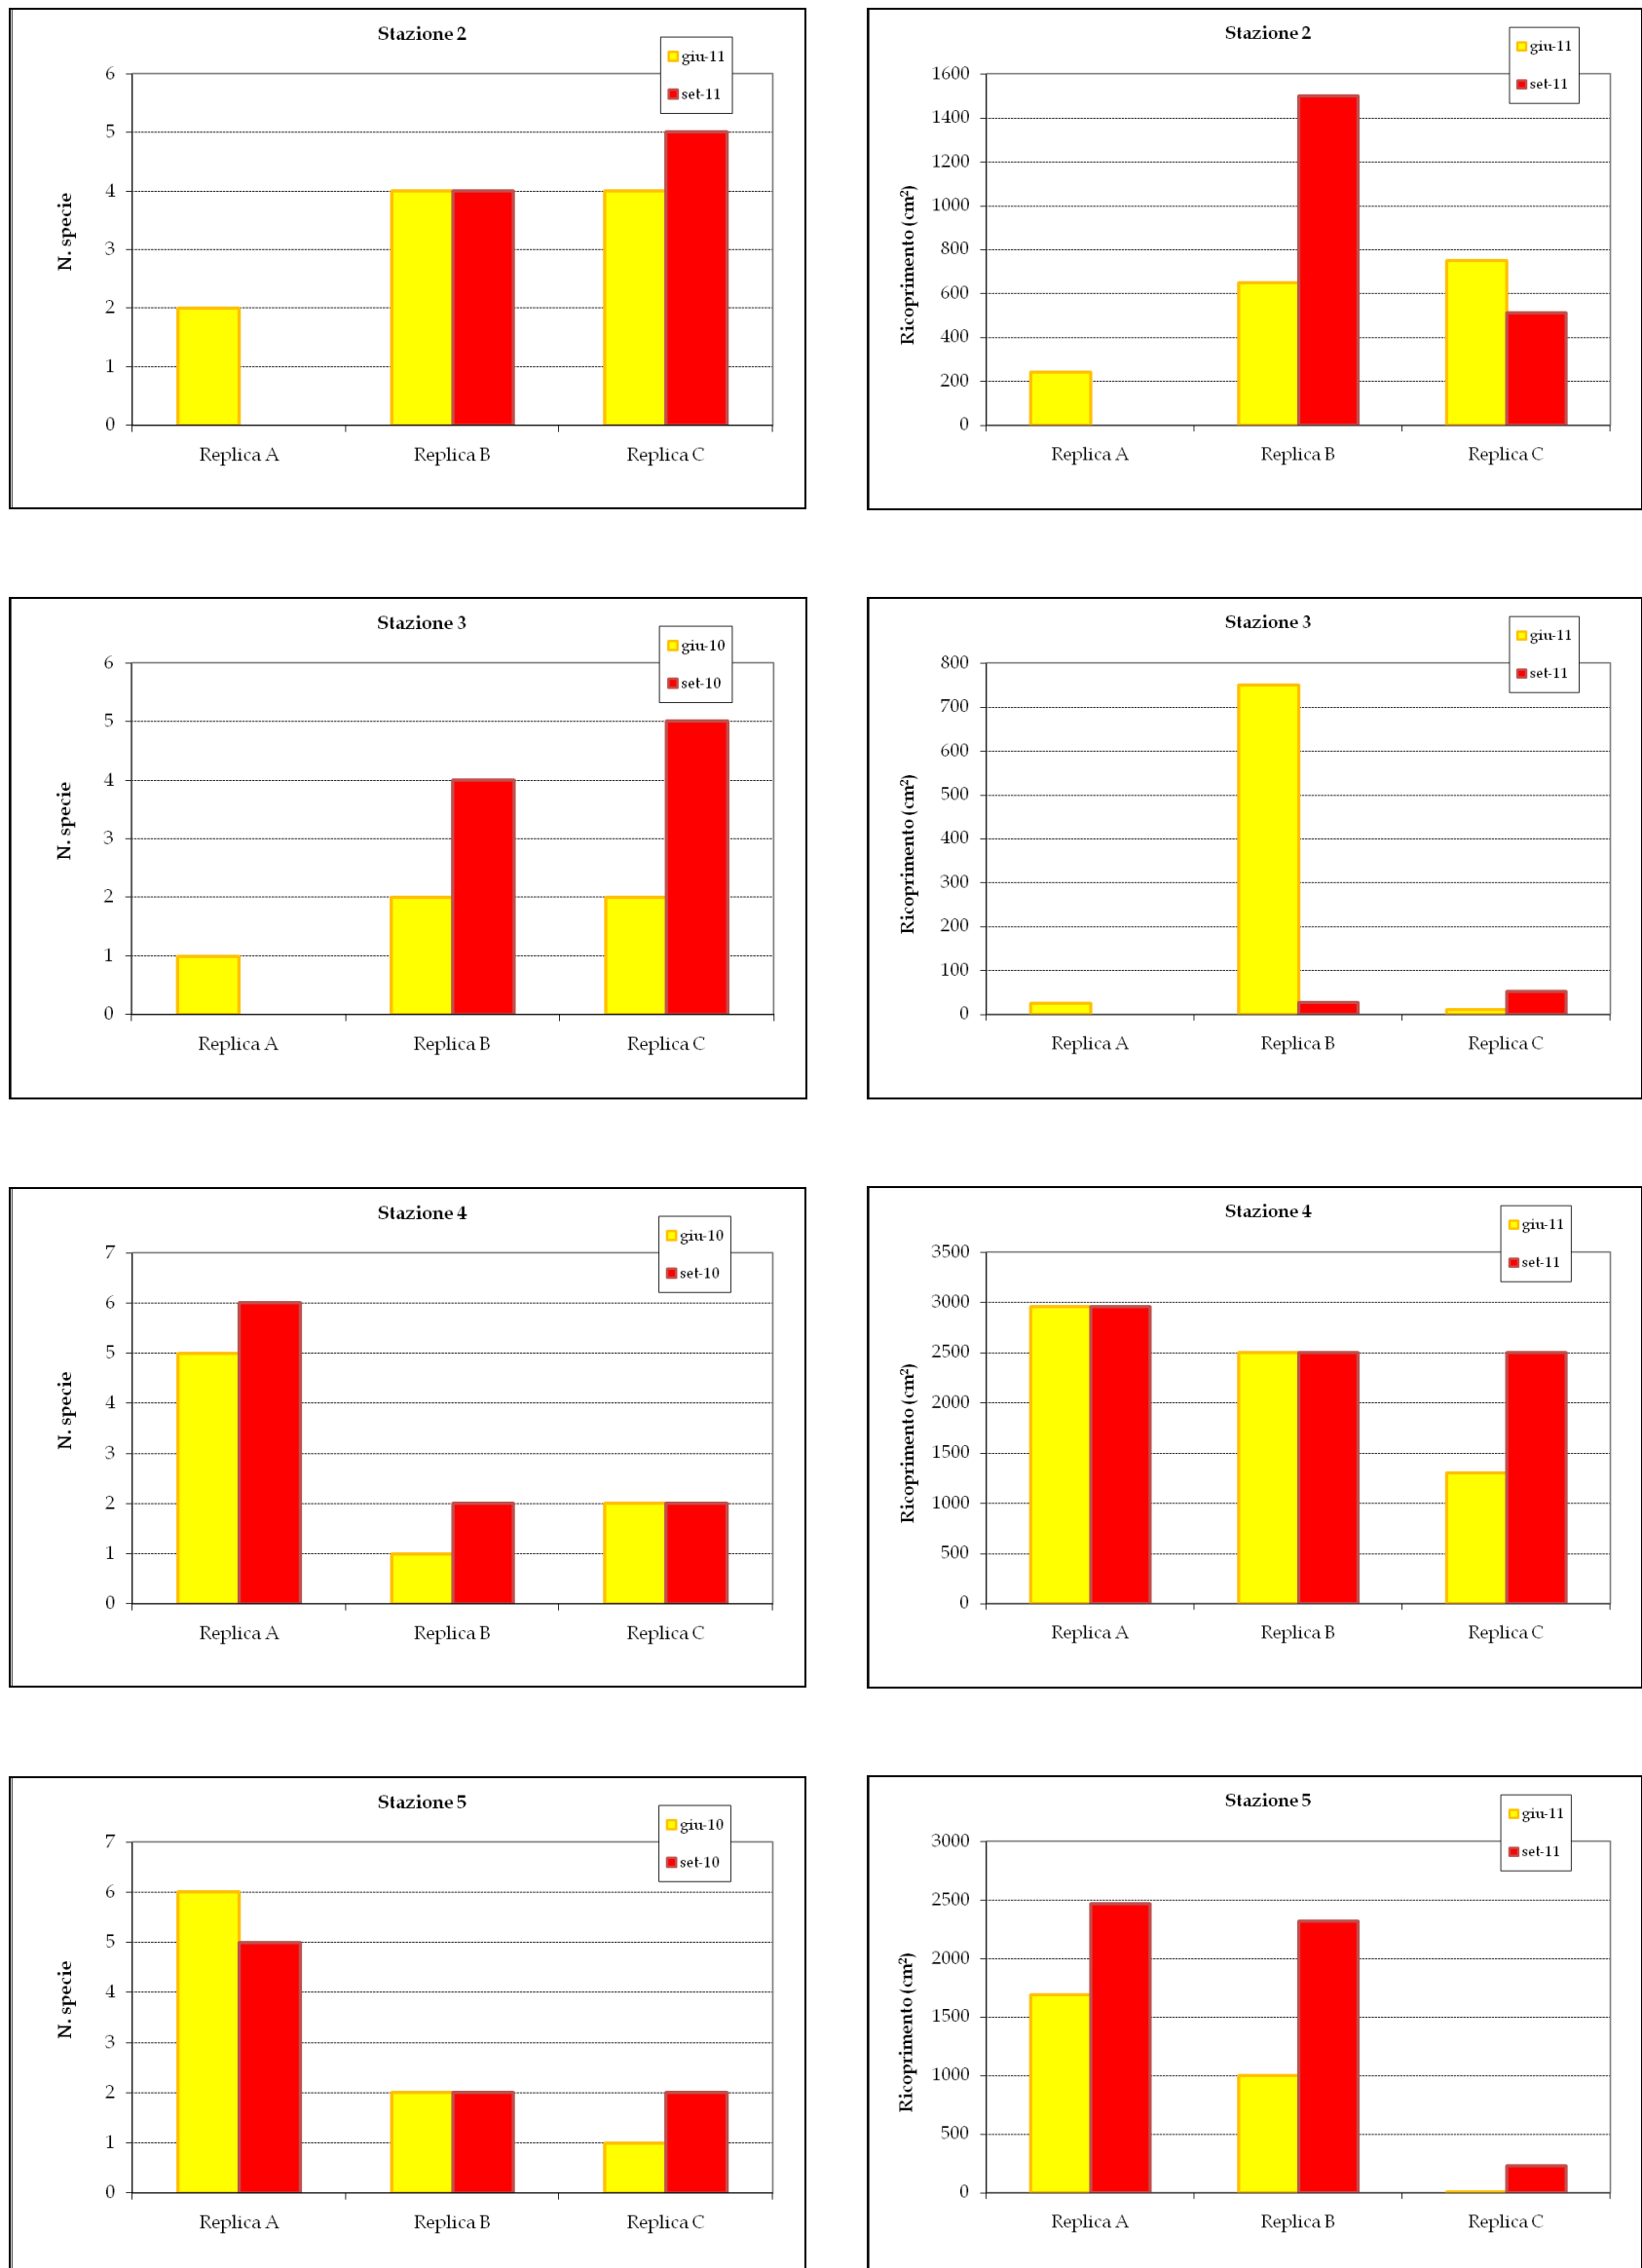 Stazione 2
giu-11
set-11
6
5
4
3
2
1
0
N. specie
Replica A Replica B Replica C
Stazione 2
giu-11
set-11
1600
1400
1200
1000
800
600
400
200
0
Ricoprimento (cm²)
Replica A Replica B Replica C
Stazione 3
giu-10
set-10
6
5
4
3
2
1
0
N. specie
Replica A Replica B Replica C
Stazione 3
giu-11
set-11
800
700
600
500
400
300
200
100
0
Ricoprimento (cm²)
Replica A Replica B Replica C
Stazione 4
giu-10
set-10
7
6
5
4
3
2
1
0
N. specie
Replica A Replica B Replica C
Stazione 4
giu-11
set-11
3500
3000
2500
2000
1500
1000
500
0
Ricoprimento (cm²)
Replica A Replica B Replica C
Stazione 5
giu-10
set-10
7
6
5
4
3
2
1
0
N. specie
Replica A Replica B Replica C
Stazione 5
giu-11
set-11
3000
2500
2000
1500
1000
500
0
Ricoprimento (cm²)
Replica A Replica B Replica C